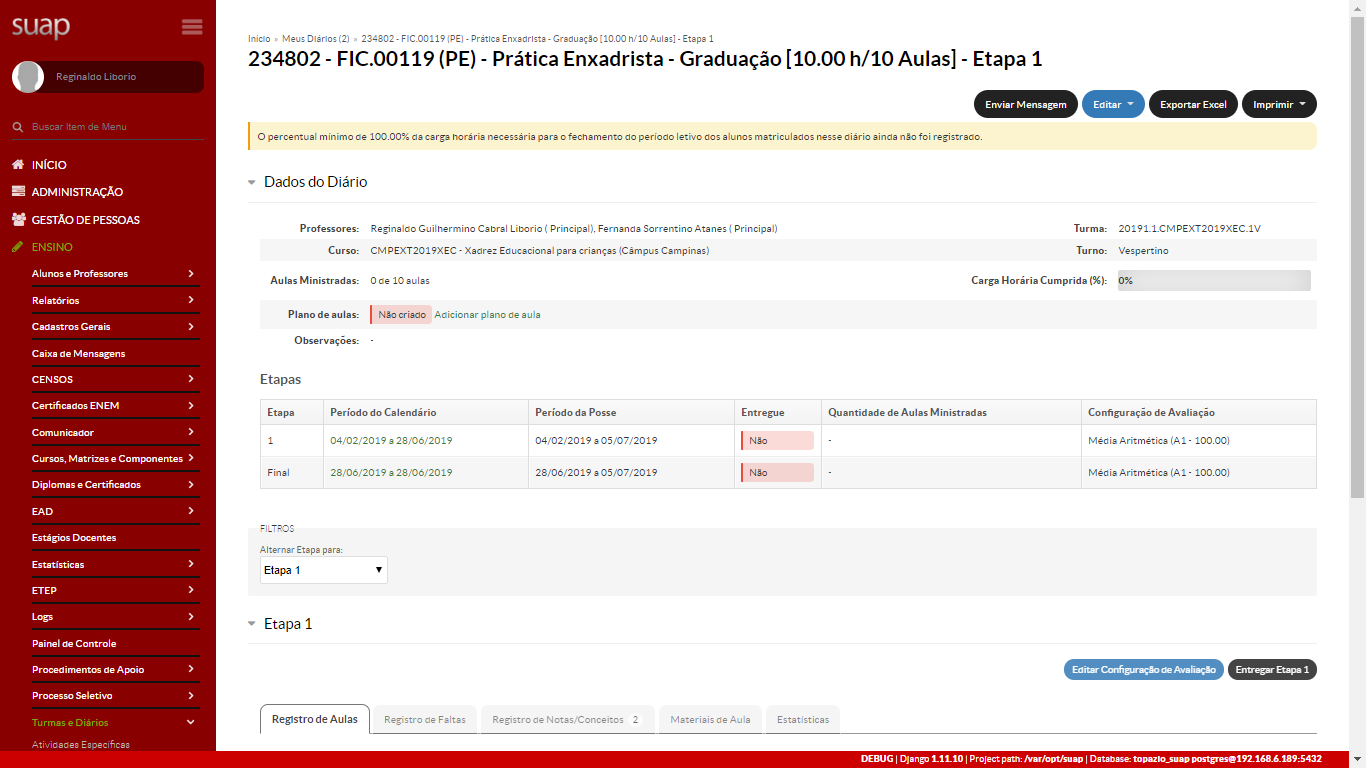 suap
Reginaldo Liborio
Buscar Item de Menu
INÍCIO
ADMINISTRAÇÃO
GESTÃO DE PESSOAS
ENSINO
Alunos e Professores
Relatórios
Cadastros Gerais
Caixa de Mensagens
CENSOS
Certificados ENEM
Comunicador
Cursos, Matrizes e Componentes
Diplomas e Certificados
EAD
Estágios Docentes
Estatísticas
ETEP
Logs
Painel de Controle
Procedimentos de Apoio
Processo Seletivo
Turmas e Diários
Atividades Específicas
Início » Meus Diários (2) » 234802 - FIC.00119 (PE) - Prática Enxadrista - Graduação [10.00 h/10 Aulas] - Etapa 1
234802 - FIC.00119 (PE) - Prática Enxadrista - Graduação [10.00 h/10 Aulas] - Etapa 1
Enviar Mensagem Editar Exportar Excel Imprimir
O percentual mínimo de 100.00% da carga horária necessária para o fechamento do período letivo dos alunos matriculados nesse diário ainda não foi registrado.
Dados do Diário
Professores: Reginaldo Guilhermino Cabral Liborio ( Principal), Fernanda Sorrentino Atanes ( Principal) Turma: 20191.1.CMPEXT2019XEC.1V
Curso: CMPEXT2019XEC - Xadrez Educacional para crianças (Câmpus Campinas) Turno: Vespertino
Aulas Ministradas: 0 de 10 aulas Carga Horária Cumprida (%): 0%
Plano de aulas: Não criado Adicionar plano de aula
Observações: -
Etapas
Etapa Período do Calendário Período da Posse Entregue Quantidade de Aulas Ministradas Configuração de Avaliação
1 04/02/2019 a 28/06/2019 04/02/2019 a 05/07/2019 Não - Média Aritmética (A1 - 100.00)
Final 28/06/2019 a 28/06/2019 28/06/2019 a 05/07/2019 Não - Média Aritmética (A1 - 100.00)
FILTROS
Alternar Etapa para:
Etapa 1
Etapa 1
Editar Configuração de Avaliação Entregar Etapa 1
Registro de Aulas Registro de Faltas Registro de Notas/Conceitos 2 Materiais de Aula Estatísticas
DEBUG | Django 1.11.10 | Project path: /var/opt/suap | Database: topazio_suap postgres@192.168.6.189:5432